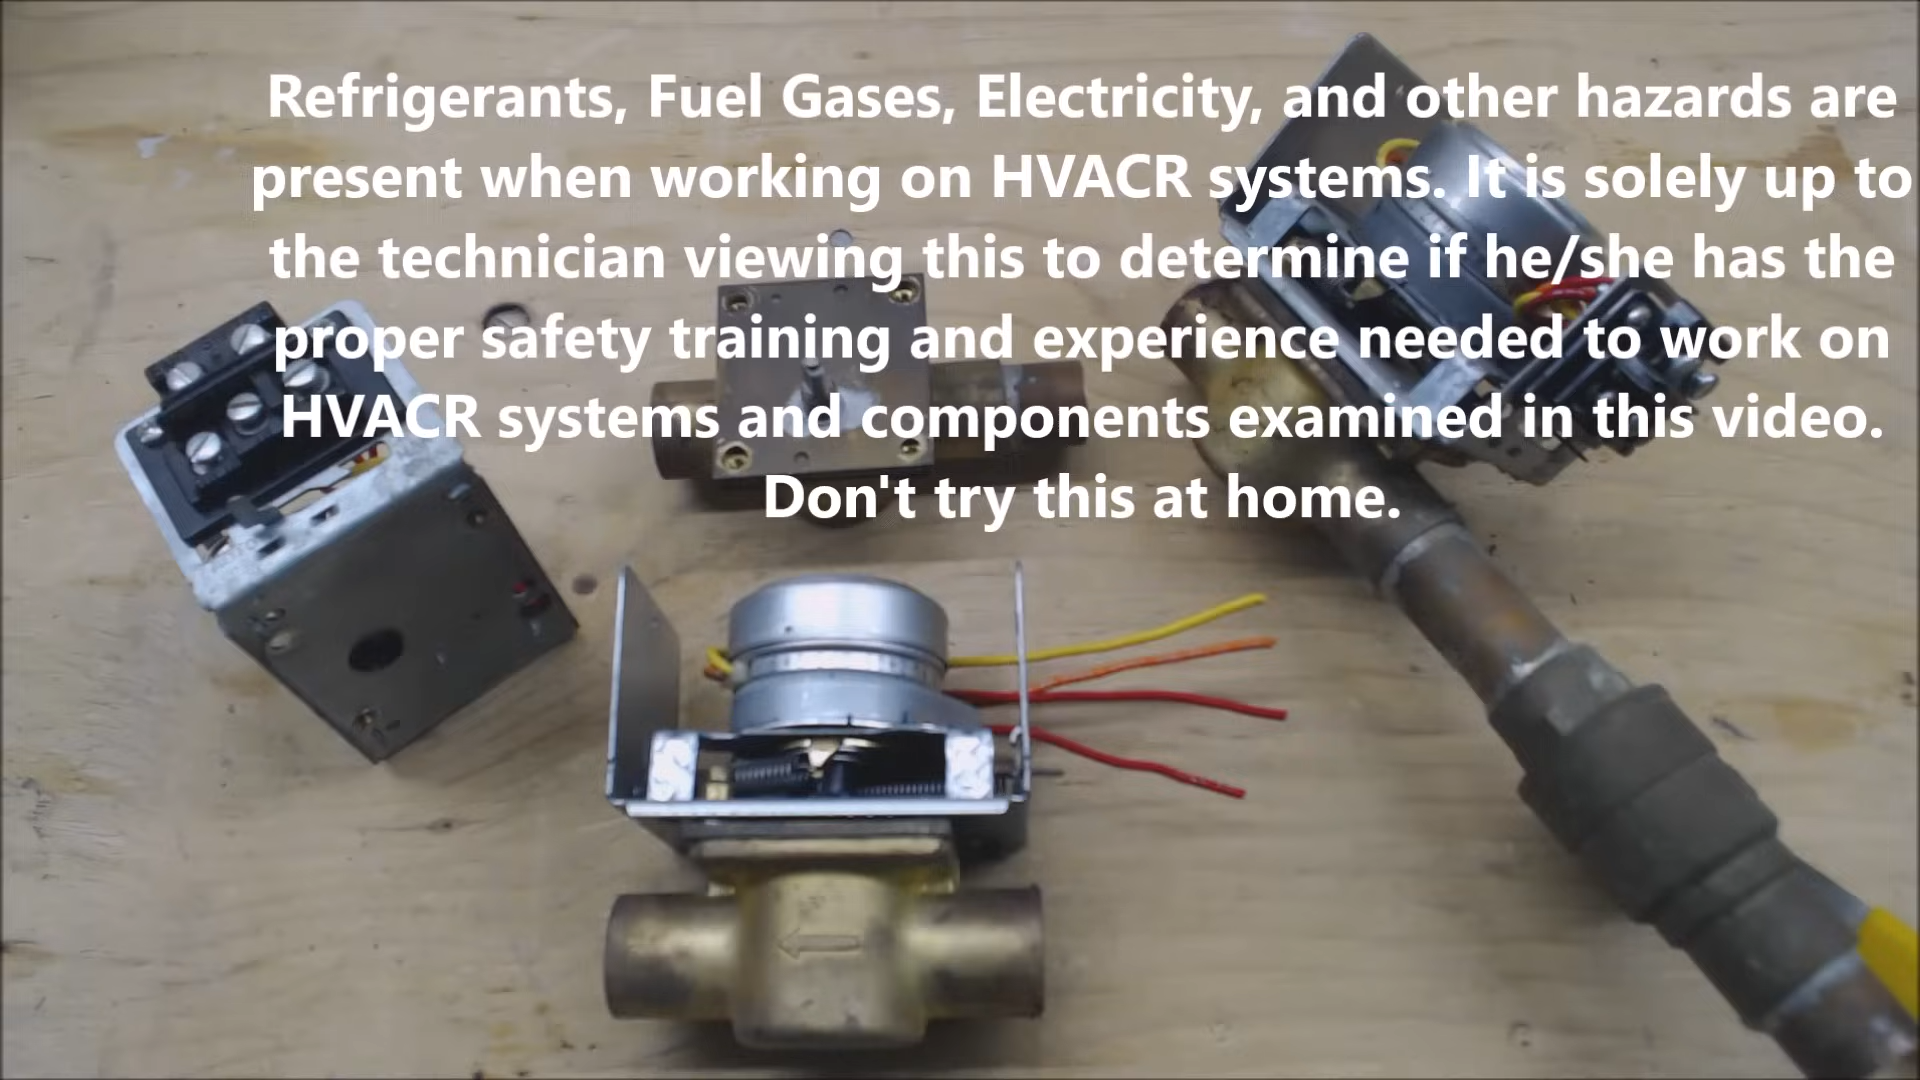 Refrigerants, Fuel Gases, Electricity, and other hazards are
present when working on HVACR systems. It is solely up to
the technician viewing this to determine if he/she has the
proper safety training and experience needed to work on
HVACR systems and components examined in this video.
Don't try this at home.